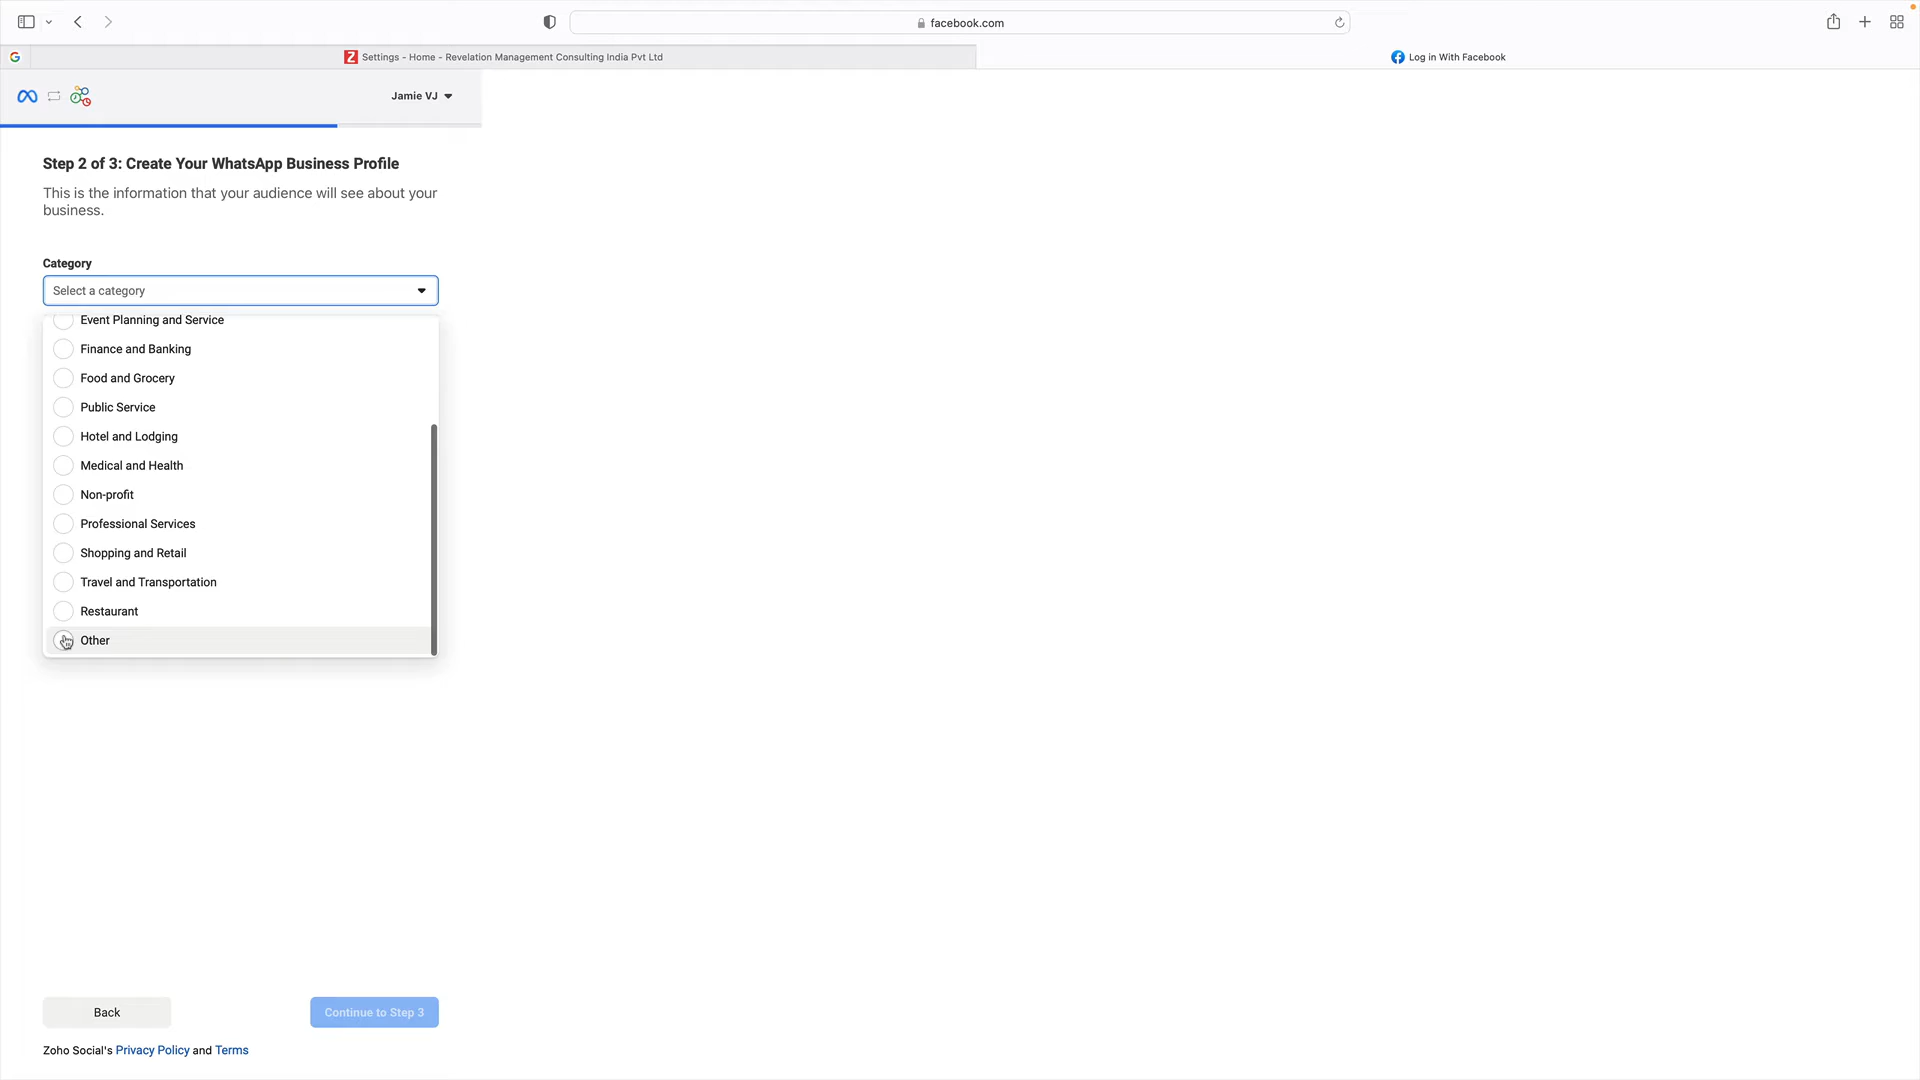 facebook.com
Settings - Home - Revelation Management Consulting India Pvt Ltd
Log in With Facebook
Jamie VJ
Step 2 of 3: Create Your WhatsApp Business Profile
This is the information that your audience will see about your
business.
Category
Select a category
Event Planning and Service
Finance and Banking
Food and Grocery
Public Service
Hotel and Lodging
Medical and Health
Non-profit
Professional Services
Shopping and Retail
Travel and Transportation
Restaurant
Other
Back
Continue to Step 3
Zoho Social's Privacy Policy and Terms